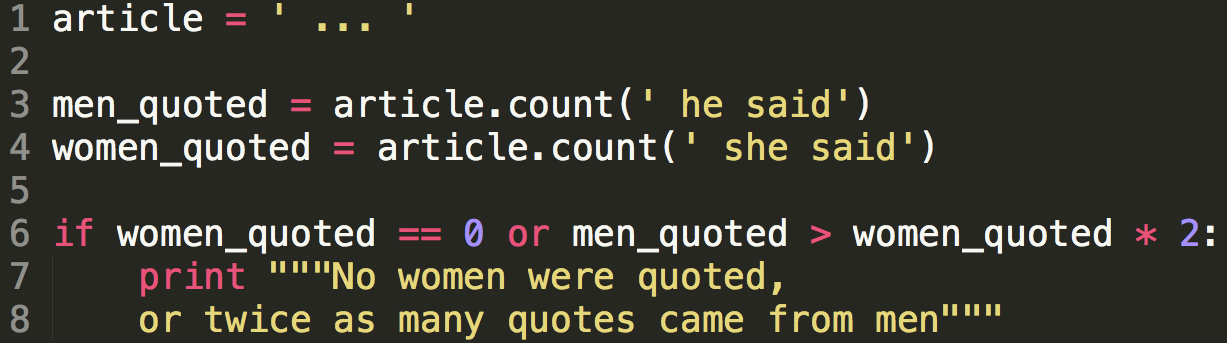 1 article = ' ... '
2
3 men_quoted = article.count(' he said')
4 women_quoted = article.count(' she said')
5
6 if women_quoted == 0 or men_quoted > women_quoted * 2:
7     print """No women were quoted,
8     or twice as many quotes came from men"""